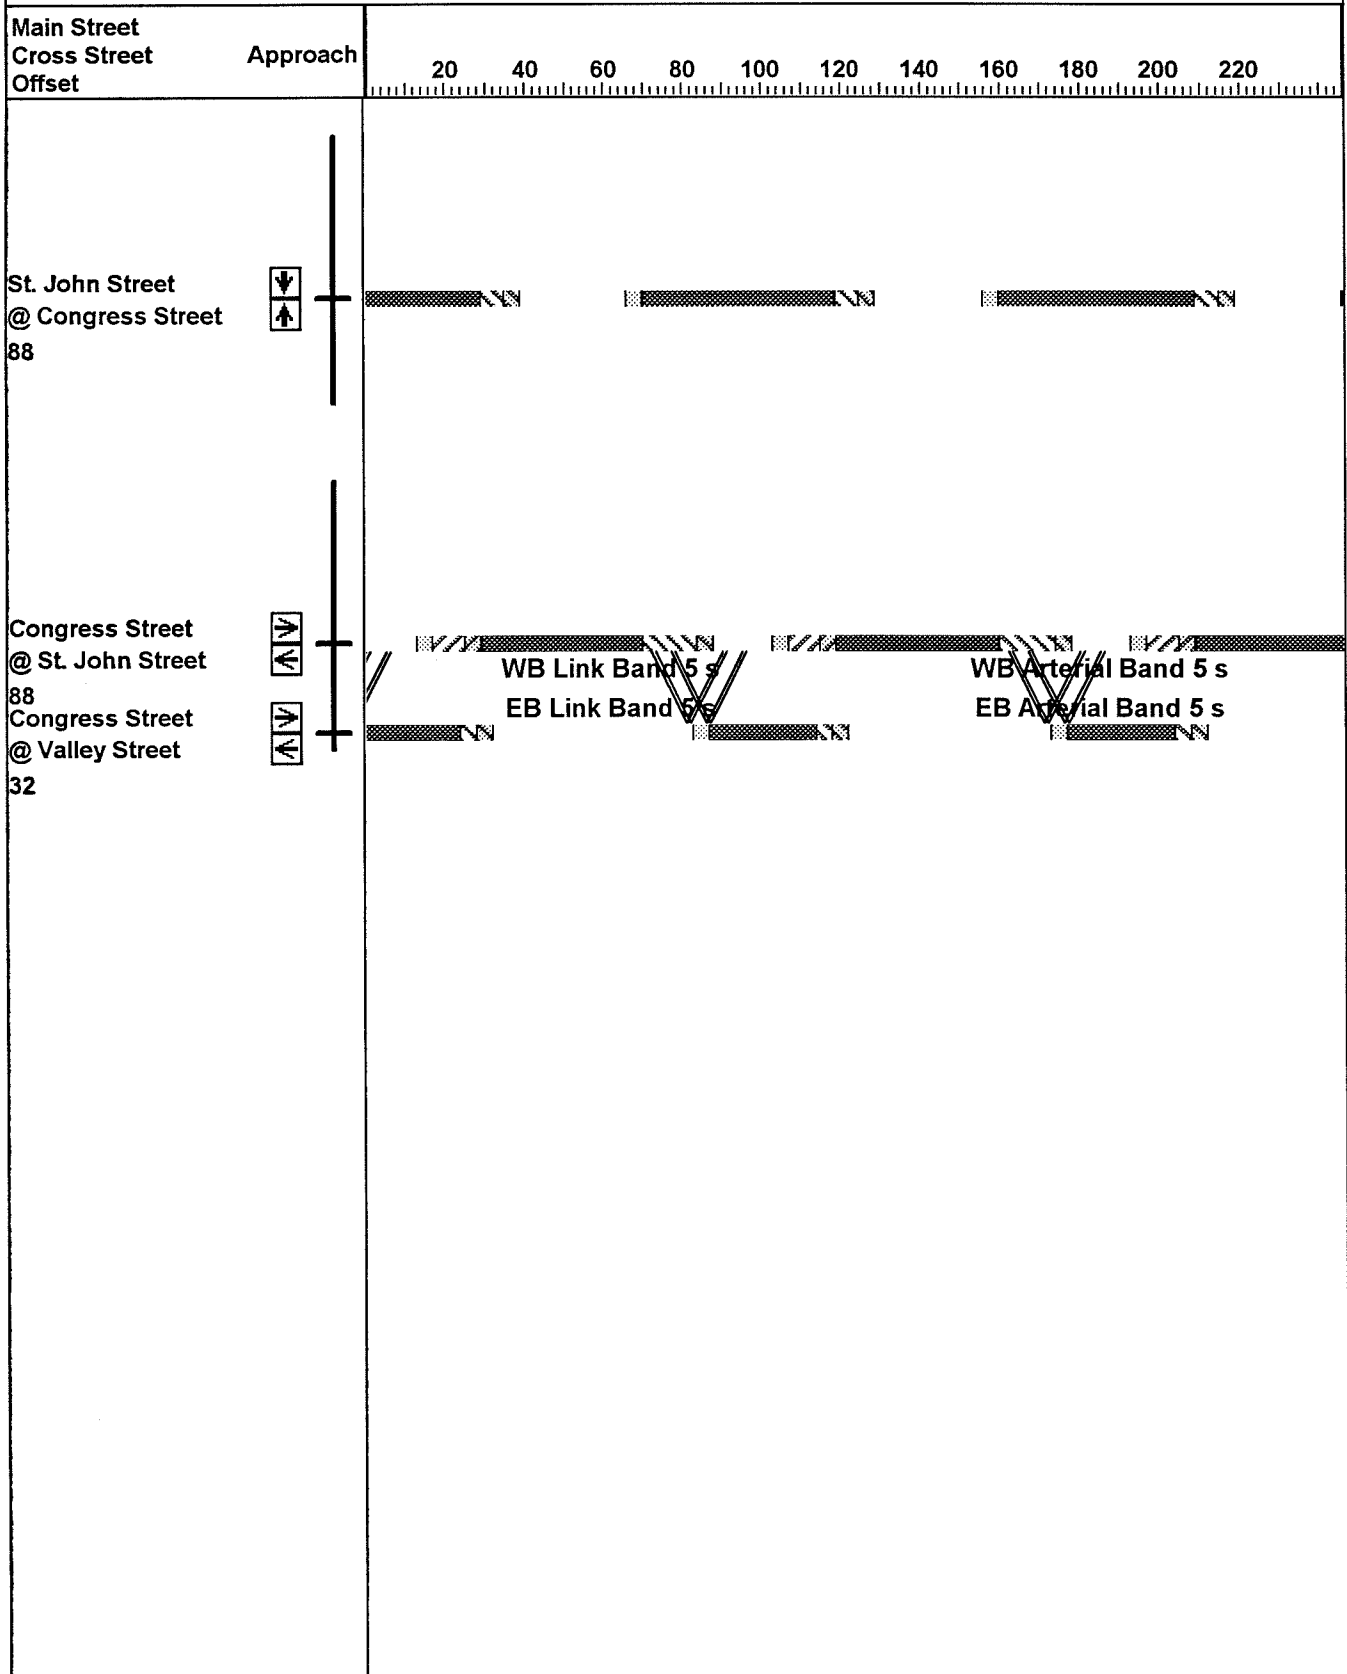 Main Street
Cross Street Approach
Offset
20 40 60 80 100 120 140 160 180 200 220
St. John Street
@ Congress Street
88
Congress Street
@ St. John Street
WB Link Band 5 s WB Arterial Band 5 s
88
EB Link Band 5 s EB Arterial Band 5 s
Congress Street
@ Valley Street
32